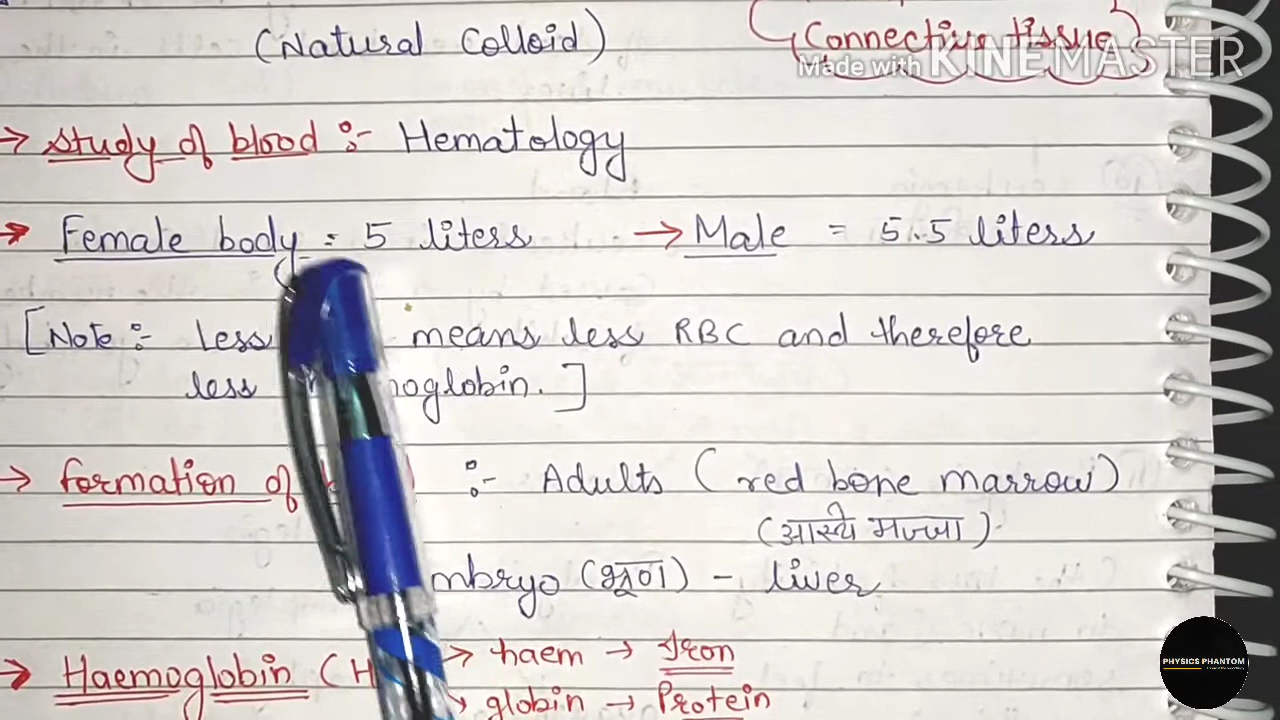 (Natural Colloid)
Connective tissue
Made with KINEMASTER
→ Study of blood :- Hematology
→ Female body = 5 liters → Male = 5.5 liters
[Note :- less means less RBC and therefore
less moglobin.]
→ formation of :- Adults (red bone marrow)
(आस्थे मज्जा)
mbryo (भ्रूण) - liver
→ Haemoglobin (H → haem → Iron
→ globin → Protein
PHYSICS PHANTOM